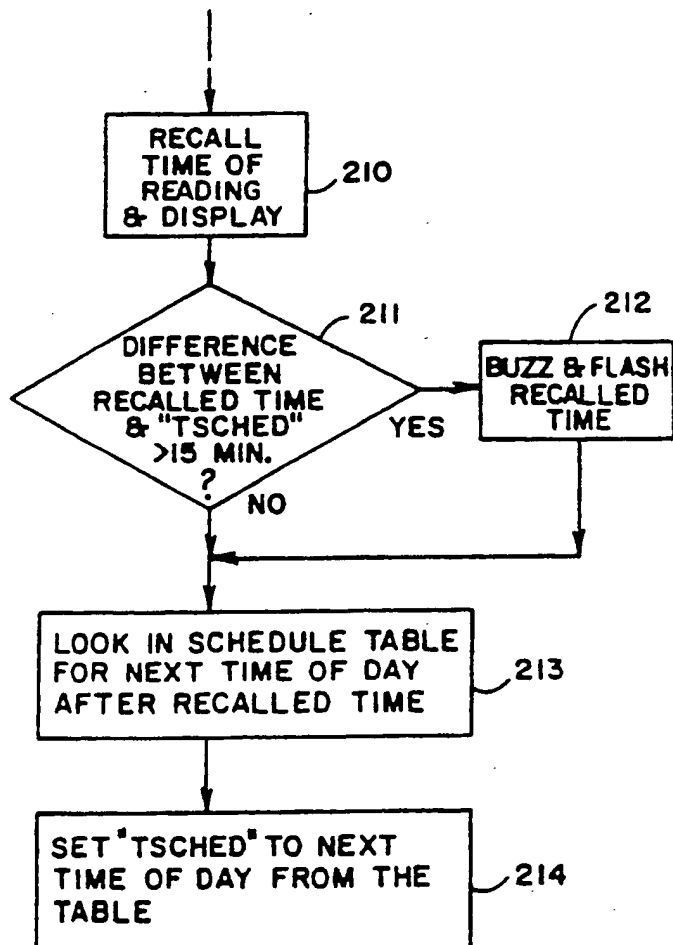 RECALL
TIME OF
READING
& DISPLAY
210
211
DIFFERENCE
BETWEEN
RECALLED TIME
& "TSCHED"
>15 MIN.
?
YES
NO
212
BUZZ & FLASH
RECALLED
TIME
LOOK IN SCHEDULE TABLE
FOR NEXT TIME OF DAY
AFTER RECALLED TIME
213
SET "TSCHED" TO NEXT
TIME OF DAY FROM THE
TABLE
214